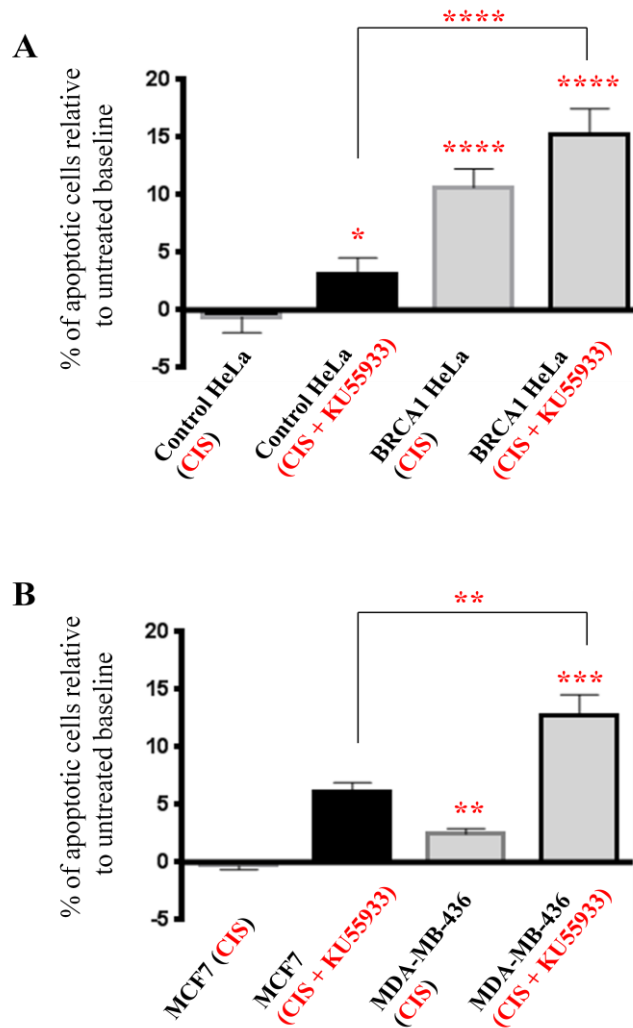 ****
A
% of apoptotic cells relative
to untreated baseline
20
15
10
5
0
-5
*
****
****
Control HeLa
(CIS)
Control HeLa
(CIS + KU55933)
BRCA1 HeLa
(CIS)
BRCA1 HeLa
(CIS + KU55933)
**
B
% of apoptotic cells relative
to untreated baseline
20
15
10
5
0
-5
**
***
MCF7 (CIS)
MCF7
(CIS + KU55933)
MDA-MB-436
(CIS)
MDA-MB-436
(CIS + KU55933)